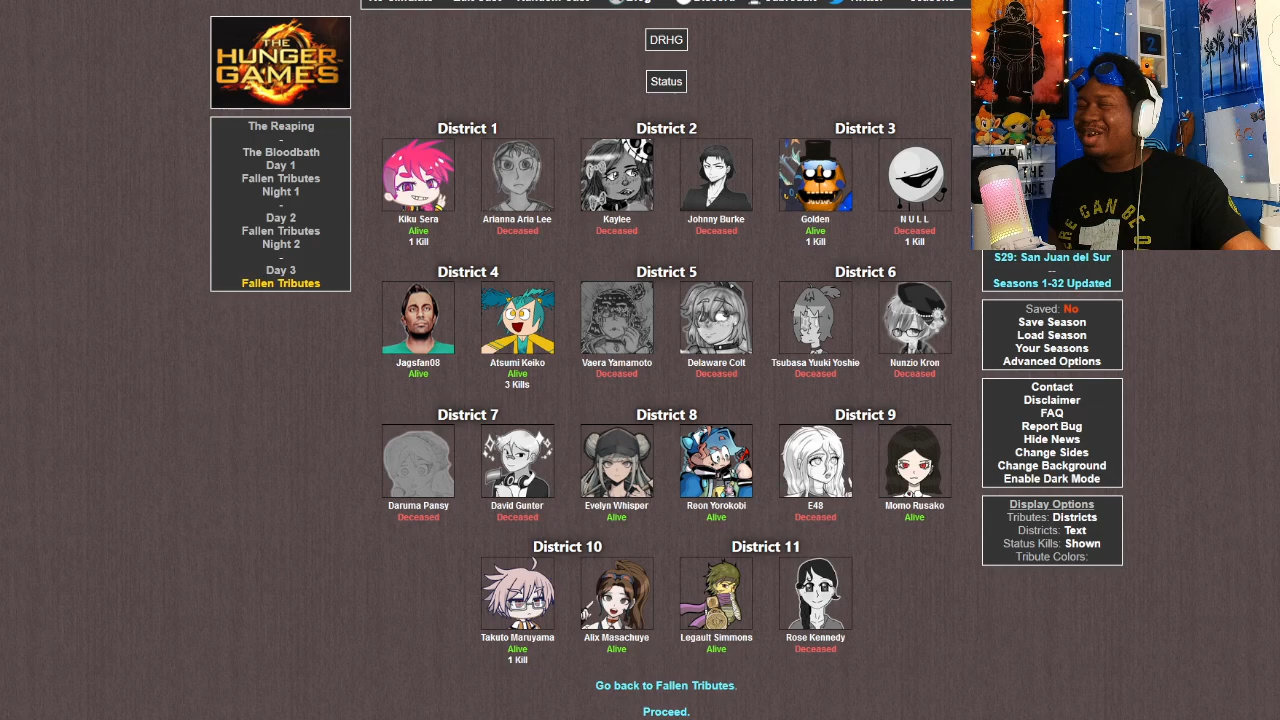 THE
HUNGER
GAMES
The Reaping
-
The Bloodbath
Day 1
Fallen Tributes
Night 1
-
Day 2
Fallen Tributes
Night 2
-
Day 3
Fallen Tributes
DRHG
Status
District 1
District 2
District 3
Kiku Sera
Alive
1 Kill
Arianna Aria Lee
Deceased
Kaylee
Deceased
Johnny Burke
Deceased
Golden
Alive
1 Kill
N U L L
Deceased
1 Kill
District 4
District 5
District 6
Jagsfan08
Alive
Atsumi Keiko
Alive
3 Kills
Vaera Yamamoto
Deceased
Delaware Colt
Deceased
Tsubasa Yuuki Yoshie
Deceased
Nunzio Kron
Deceased
District 7
District 8
District 9
Daruma Pansy
Deceased
David Gunter
Deceased
Evelyn Whisper
Alive
Reon Yorokobi
Alive
E48
Deceased
Momo Rusako
Alive
District 10
District 11
Takuto Maruyama
Alive
1 Kill
Alix Masachuye
Alive
Legault Simmons
Alive
Rose Kennedy
Deceased
Go back to Fallen Tributes.
Proceed.
S29: San Juan del Sur
--
Seasons 1-32 Updated
Saved: No
Save Season
Load Season
Your Seasons
Advanced Options
Contact
Disclaimer
FAQ
Report Bug
Hide News
Change Sides
Change Background
Enable Dark Mode
Display Options
Tributes: Districts
Districts: Text
Status Kills: Shown
Tribute Colors: